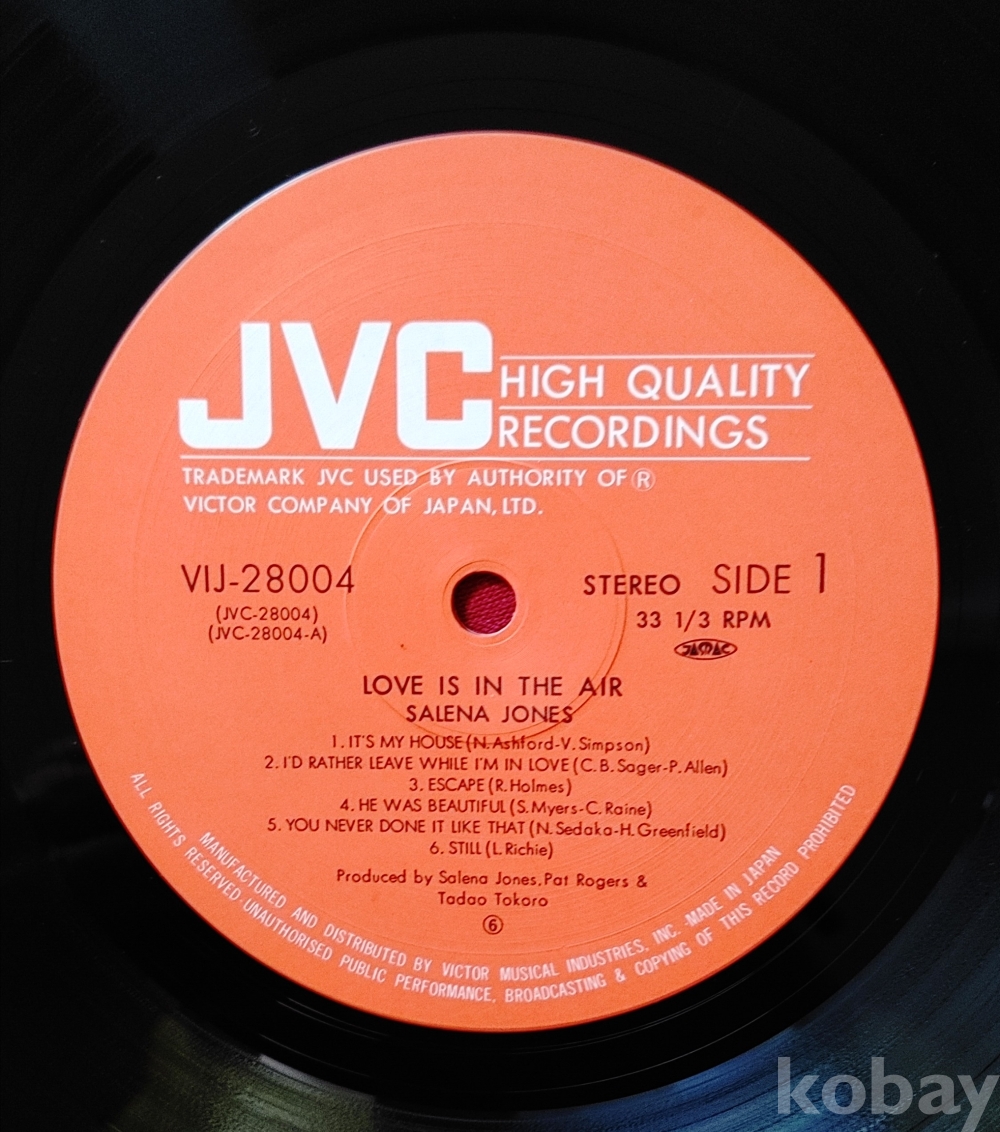 JVC HIGH QUALITY
RECORDINGS
TRADEMARK JVC USED BY AUTHORITY OF ®
VICTOR COMPANY OF JAPAN, LTD.
VIJ-28004
(JVC-28004)
(JVC-28004-A)
STEREO SIDE 1
33 1/3 RPM
JASRAC
LOVE IS IN THE AIR
SALENA JONES
1. IT'S MY HOUSE (N. Ashford-V. Simpson)
2. I'D RATHER LEAVE WHILE I'M IN LOVE (C. B. Sager-P. Allen)
3. ESCAPE (R. Holmes)
4. HE WAS BEAUTIFUL (S. Myers-C. Raine)
5. YOU NEVER DONE IT LIKE THAT (N. Sedaka-H. Greenfield)
6. STILL (L. Richie)
Produced by Salena Jones, Pat Rogers &
Tadao Tokoro
⑥
MANUFACTURED AND DISTRIBUTED BY VICTOR MUSICAL INDUSTRIES, INC. -MADE IN JAPAN
ALL RIGHTS RESERVED-UNAUTHORISED PUBLIC PERFORMANCE, BROADCASTING & COPYING OF THIS RECORD PROHIBITED
kobay